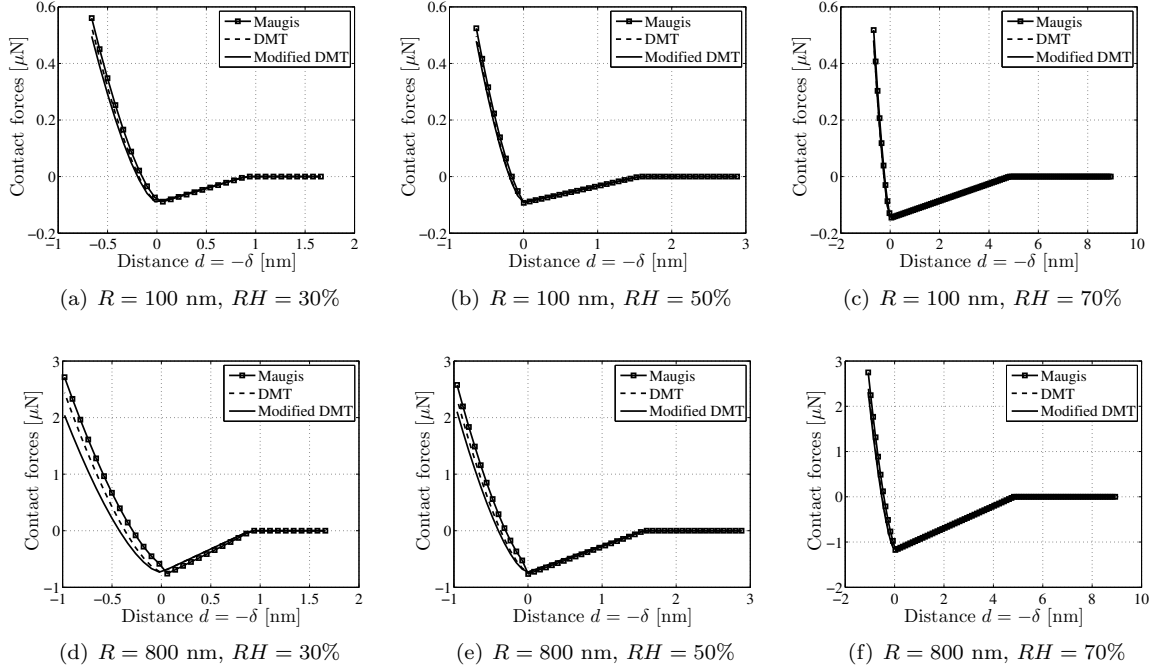 0.6
0.4
0.2
0
−0.2
Contact forces [μN]
Maugis
DMT
Modified DMT
−1 −0.5 0 0.5 1 1.5 2
Distance d = −δ [nm]
(a) R = 100 nm, RH = 30%
0.6
0.4
0.2
0
−0.2
Contact forces [μN]
Maugis
DMT
Modified DMT
−1 0 1 2 3
Distance d = −δ [nm]
(b) R = 100 nm, RH = 50%
0.6
0.4
0.2
0
−0.2
Contact forces [μN]
Maugis
DMT
Modified DMT
−2 0 2 4 6 8 10
Distance d = −δ [nm]
(c) R = 100 nm, RH = 70%
3
2
1
0
−1
Contact forces [μN]
Maugis
DMT
Modified DMT
−1 −0.5 0 0.5 1 1.5 2
Distance d = −δ [nm]
(d) R = 800 nm, RH = 30%
3
2
1
0
−1
Contact forces [μN]
Maugis
DMT
Modified DMT
−1 0 1 2 3
Distance d = −δ [nm]
(e) R = 800 nm, RH = 50%
3
2
1
0
−1
−2
Contact forces [μN]
Maugis
DMT
Modified DMT
−2 0 2 4 6 8 10
Distance d = −δ [nm]
(f) R = 800 nm, RH = 70%